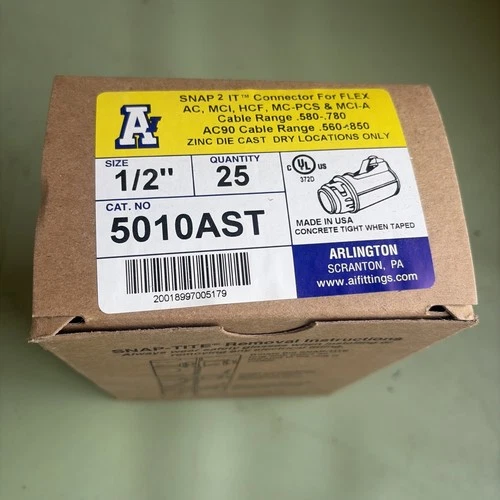 SNAP 2 IT™ Connector For FLEX
AC, MCI, HCF, MC-PCS & MCI-A
Cable Range .580-.780
AC90 Cable Range .560-.850
ZINC DIE CAST DRY LOCATIONS ONLY
A
SIZE
1/2"
QUANTITY
25
C UL US
372D
CAT. NO
5010AST
MADE IN USA
CONCRETE TIGHT WHEN TAPED
20018997005179
ARLINGTON
SCRANTON, PA
www.aifittings.com
SNAP-TITE® Removal Instructions
Always